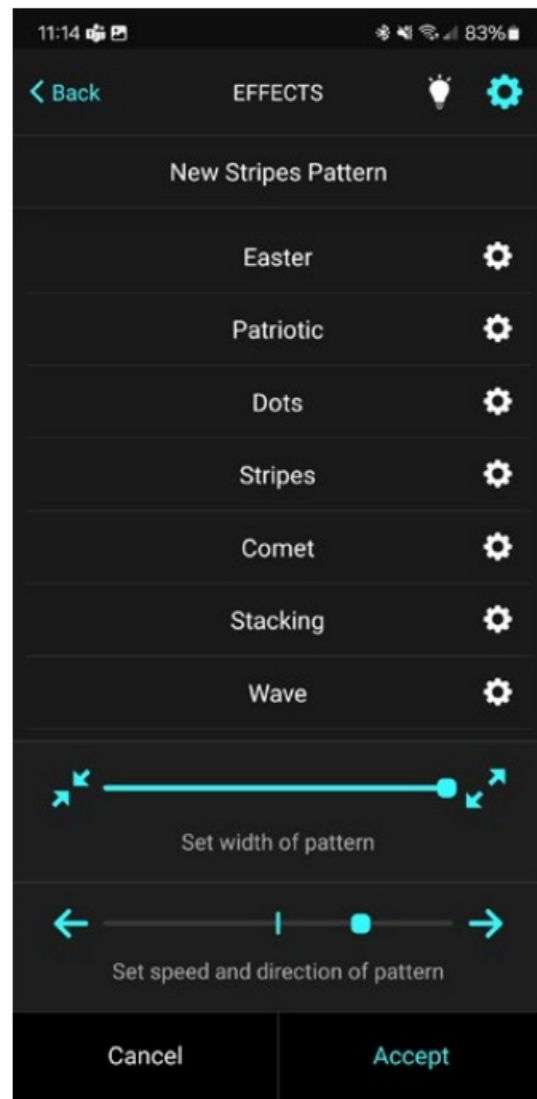 11:14 83%
Back EFFECTS
New Stripes Pattern
Easter
Patriotic
Dots
Stripes
Comet
Stacking
Wave
Set width of pattern
Set speed and direction of pattern
Cancel Accept